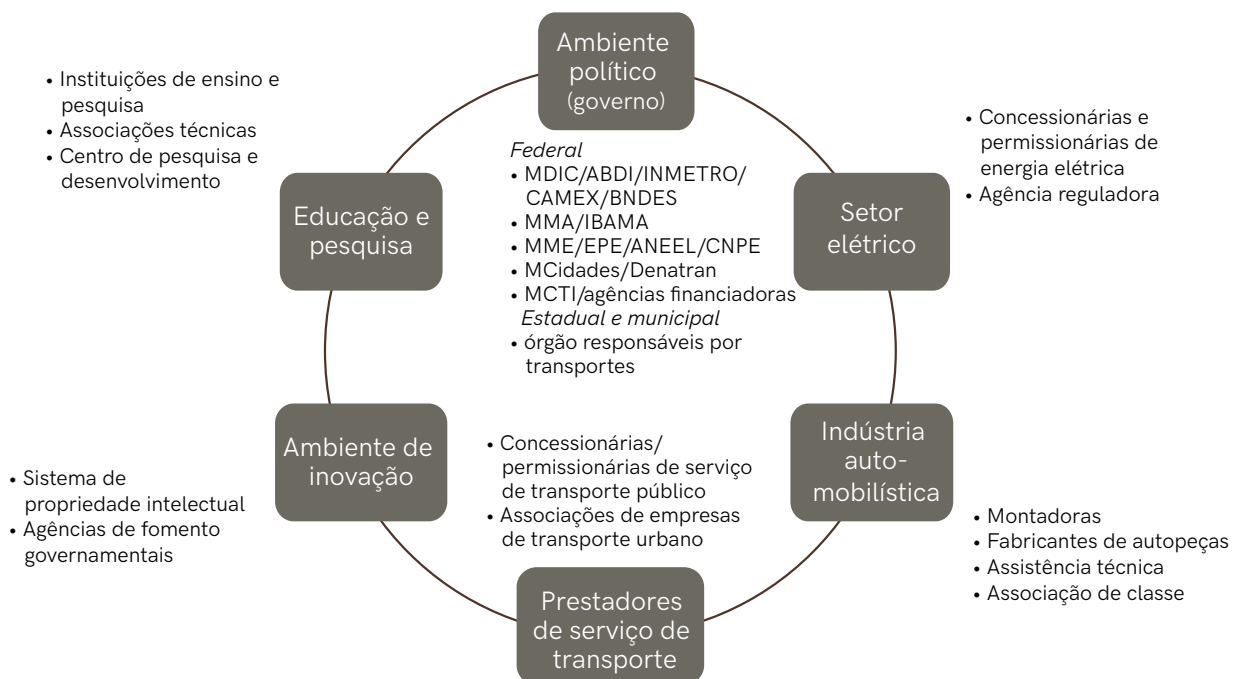 Ambiente
político
(governo)
• Instituições de ensino e
pesquisa
• Associações técnicas
• Centro de pesquisa e
desenvolvimento
• Concessionárias e
permissionárias de
energia elétrica
• Agência reguladora
Federal
• MDIC/ABDI/INMETRO/
CAMEX/BNDES
• MMA/IBAMA
• MME/EPE/ANEEL/CNPE
• MCidades/Denatran
• MCTI/agências financiadoras
Estadual e municipal
• órgão responsáveis por
transportes
Educação e
pesquisa
Setor
elétrico
Ambiente de
inovação
Indústria
auto-
mobilística
• Concessionárias/
permissionárias de serviço
de transporte público
• Associações de empresas
de transporte urbano
• Sistema de
propriedade intelectual
• Agências de fomento
governamentais
• Montadoras
• Fabricantes de autopeças
• Assistência técnica
• Associação de classe
Prestadores
de serviço de
transporte